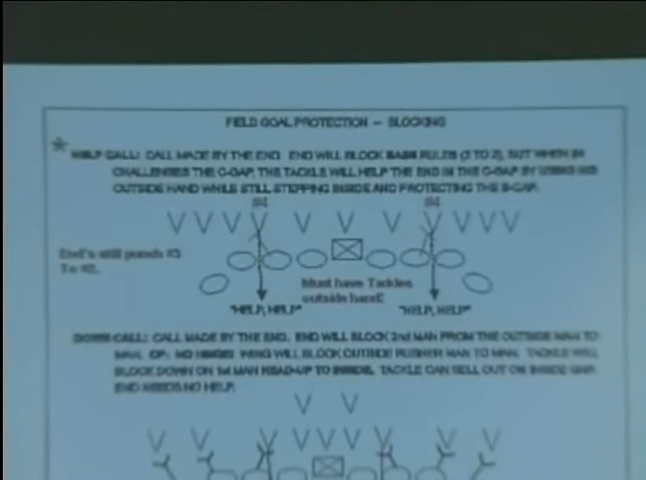 FIELD GOAL PROTECTION - BLOCKING
* HELP CALL: CALL MADE BY THE END. END WILL BLOCK BASE RULES (3 TO 2), BUT WHEN #4
CHALLENGES THE C-GAP, THE TACKLE WILL HELP THE END IN THE C-GAP BY USING HIS
OUTSIDE HAND WHILE STILL STEPPING INSIDE AND PROTECTING THE B-GAP.
#4 #4
V V V V V V V V V V V
End's still punch #3
To #2.
Must have Tackles
outside hand!
"HELP, HELP" "HELP, HELP"
DOWN CALL: CALL MADE BY THE END. END WILL BLOCK 2nd MAN FROM THE OUTSIDE MAN TO
MAN. NO HINGE! WING WILL BLOCK OUTSIDE RUSHER MAN TO MAN. TACKLE WILL
BLOCK DOWN ON 1st MAN HEAD-UP TO INSIDE. TACKLE CAN SELL OUT ON INSIDE GAP.
END NEEDS NO HELP.
V V
V V V V V V V V V